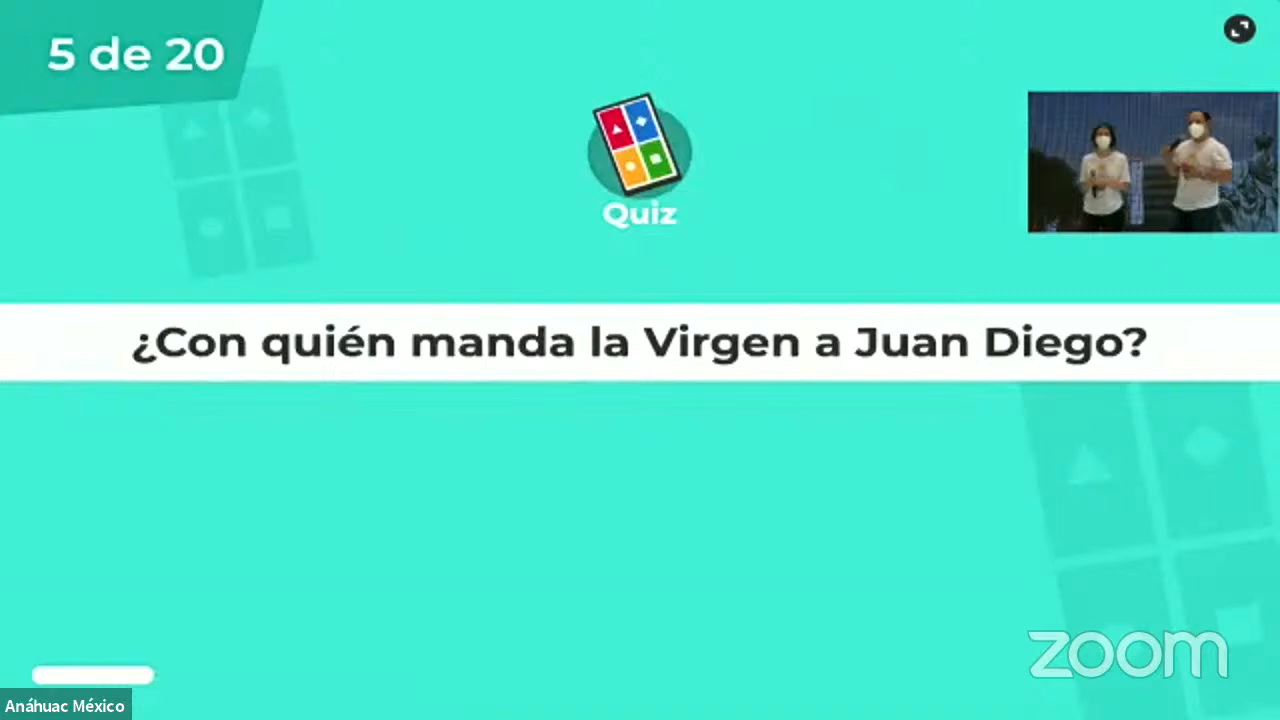 5 de 20
Quiz
¿Con quién manda la Virgen a Juan Diego?
zoom
Anáhuac México